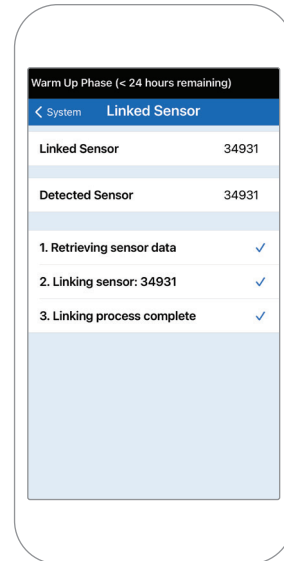 Warm Up Phase (< 24 hours remaining)
System Linked Sensor
Linked Sensor 34931
Detected Sensor 34931
1. Retrieving sensor data
2. Linking sensor: 34931
3. Linking process complete